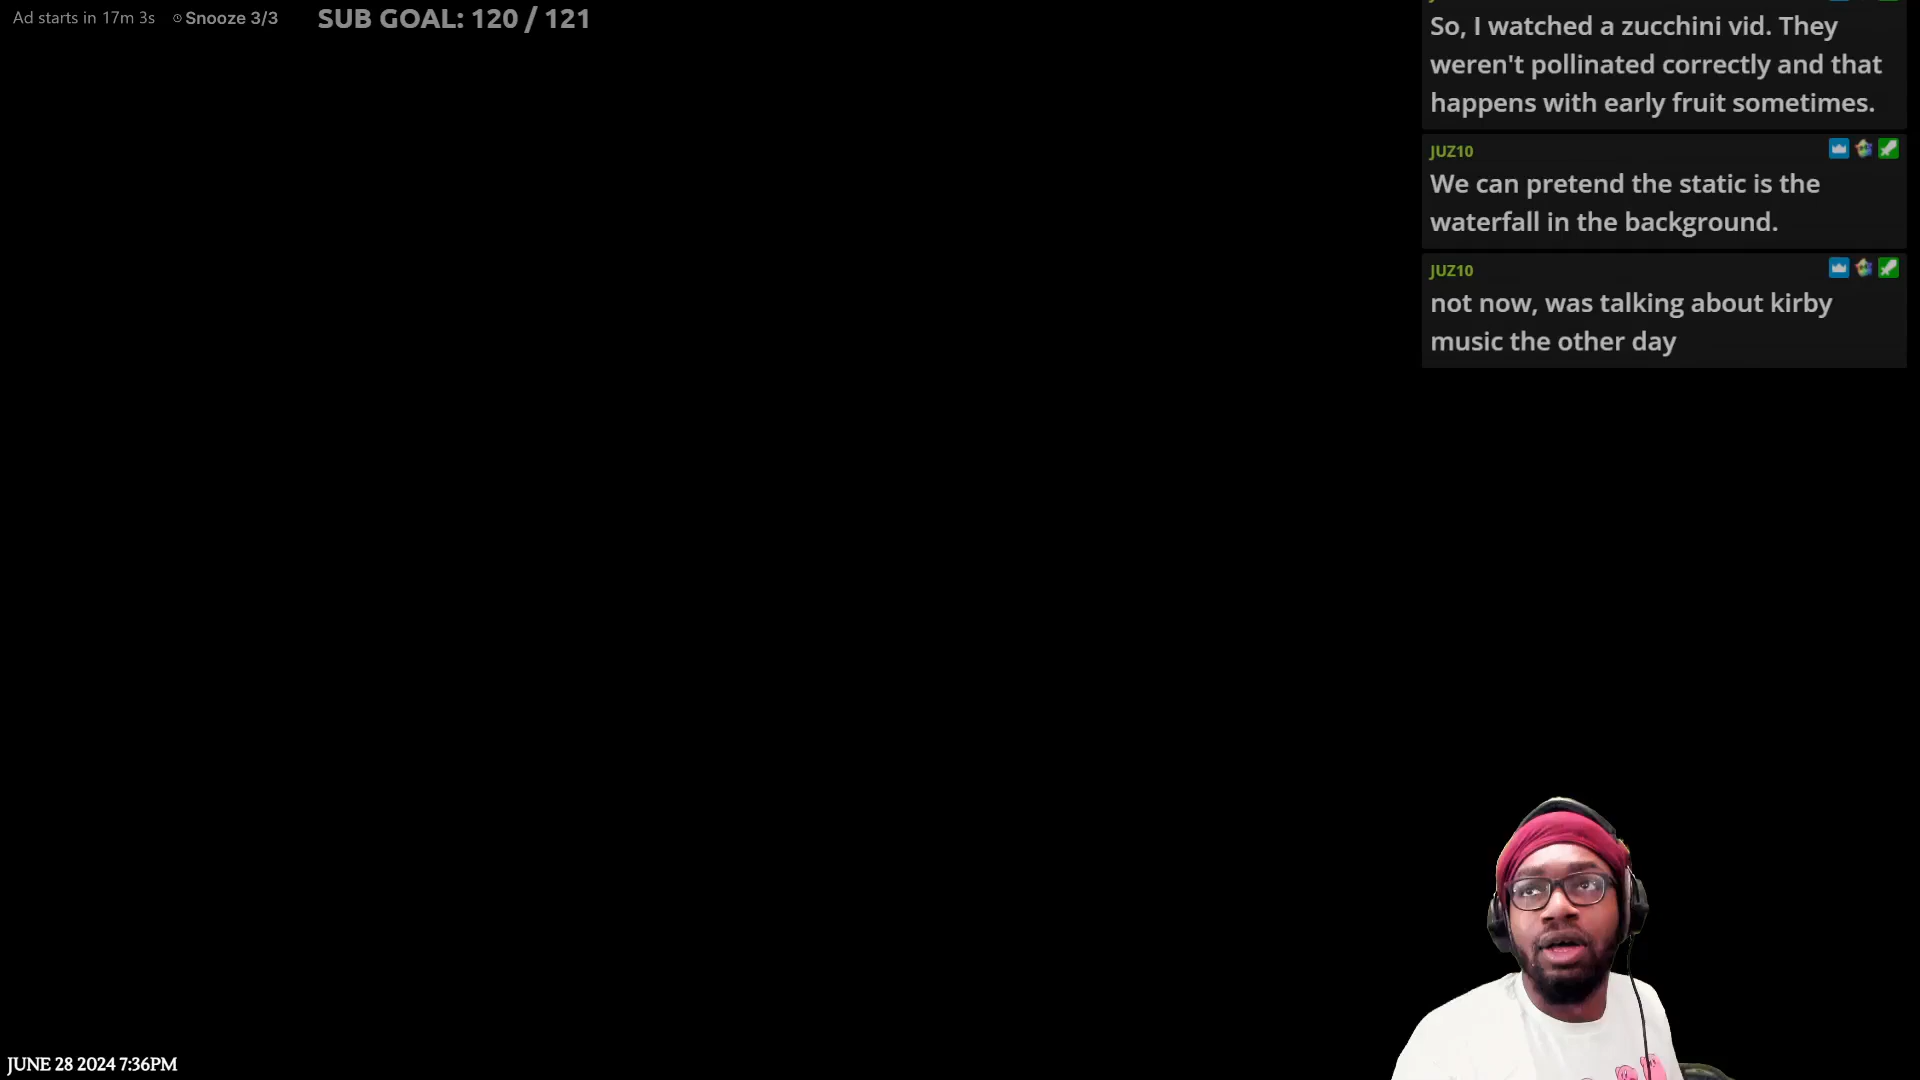 Ad starts in 17m 3s Snooze 3/3 SUB GOAL: 120 / 121
So, I watched a zucchini vid. They
weren't pollinated correctly and that
happens with early fruit sometimes.
JUZ10
We can pretend the static is the
waterfall in the background.
JUZ10
not now, was talking about kirby
music the other day
JUNE 28 2024 7:36PM